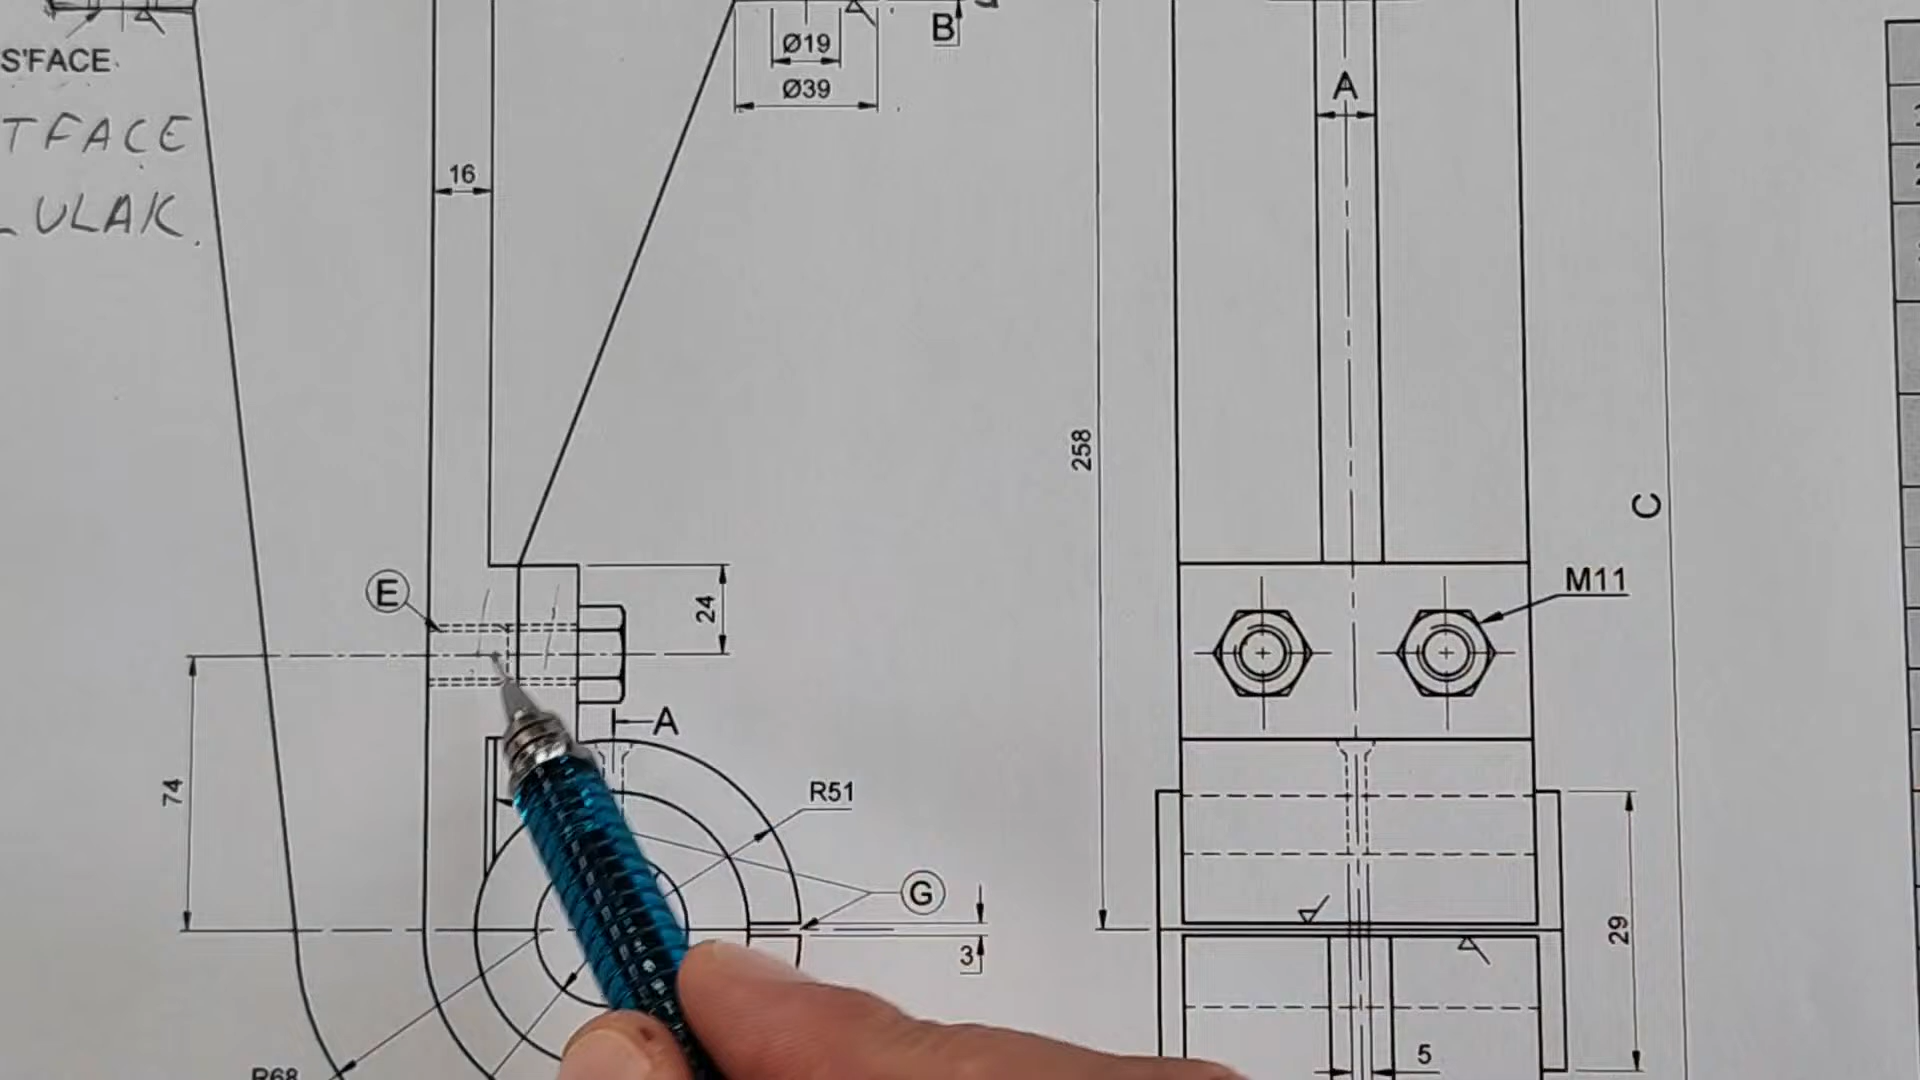 S'FACE
TFACE
LULAK.
Ø19
Ø39
B
16
A
258
C
E
24
M11
A
74
R51
G
3
29
R68
5